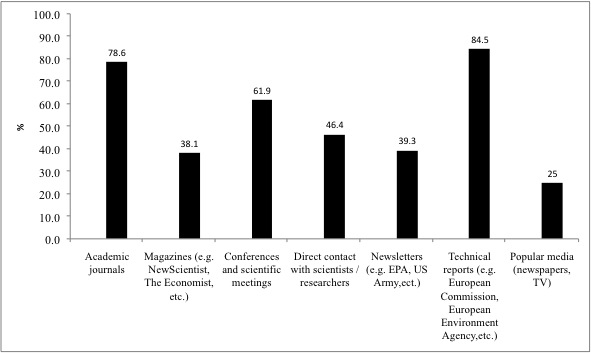 100.0
90.0
80.0
70.0
60.0
50.0
40.0
30.0
20.0
10.0
0.0
%
78.6
38.1
61.9
46.4
39.3
84.5
25
Academic
journals
Magazines (e.g.
NewScientist,
The Economist,
etc.)
Conferences
and scientific
meetings
Direct contact
with scientists /
researchers
Newsletters
(e.g. EPA, US
Army,ect.)
Technical
reports (e.g.
European
Commission,
European
Environment
Agency,etc.)
Popular media
(newspapers,
TV)